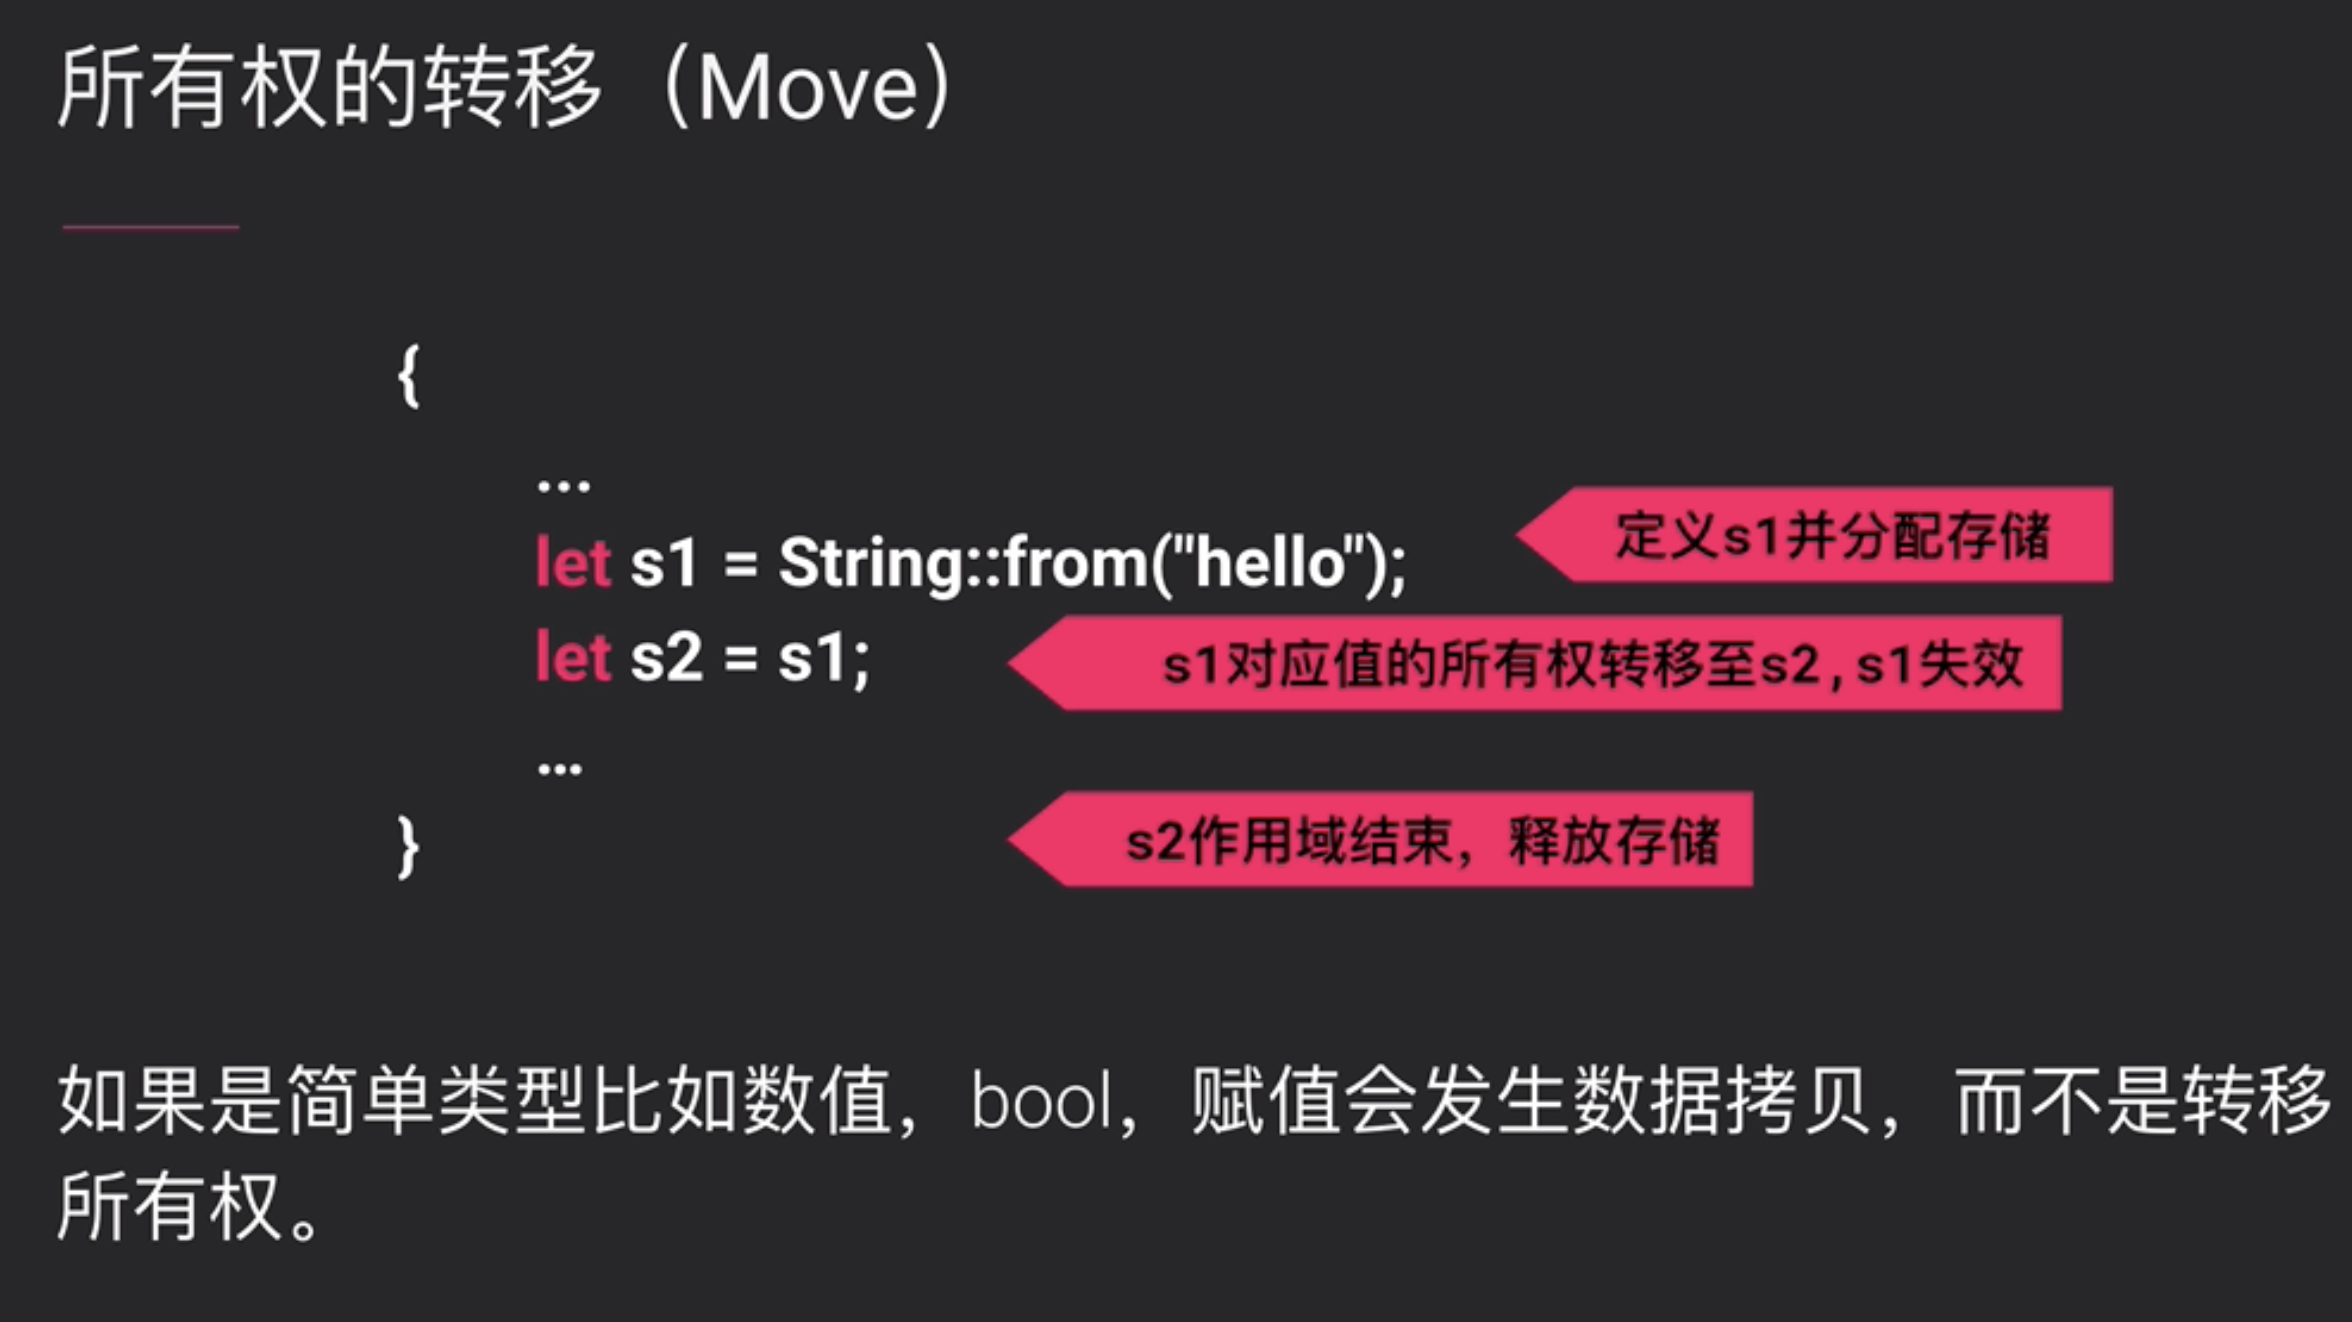 所有权的转移（Move）
{
...
let s1 = String::from("hello");
定义s1并分配存储
let s2 = s1;
s1对应值的所有权转移至s2,s1失效
...
}
s2作用域结束，释放存储
如果是简单类型比如数值，bool，赋值会发生数据拷贝，而不是转移
所有权。